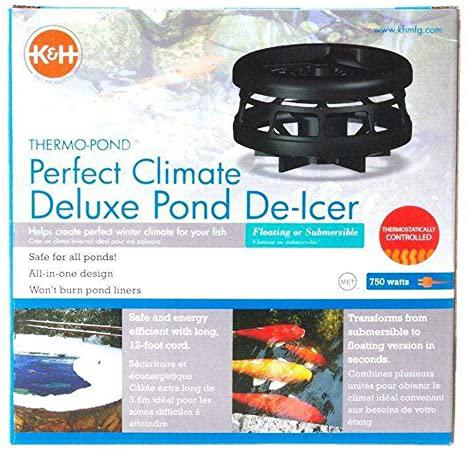 K&H
PET PRODUCTS
www.khmfg.com
THERMO-POND™
Perfect Climate
Deluxe Pond De-Icer
Helps create perfect winter climate for your fish
Crée un climat hivernal idéal pour vos poissons
Floating or Submersible
Flottant ou submersible!
THERMOSTATICALLY
CONTROLLED
Safe for all ponds!
All-in-one design
Won't burn pond liners
MET
750 watts
Safe and energy
efficient with long,
12-foot cord.
Sécuritaire et
éconergétique
Câble extra long de
3.6m idéal pour les
zones difficiles à
atteindre
Transforms from
submersible to
floating version in
seconds.
Combinez plusieurs
unités pour obtenir le
climat idéal convenant
aux besoins de votre
étang